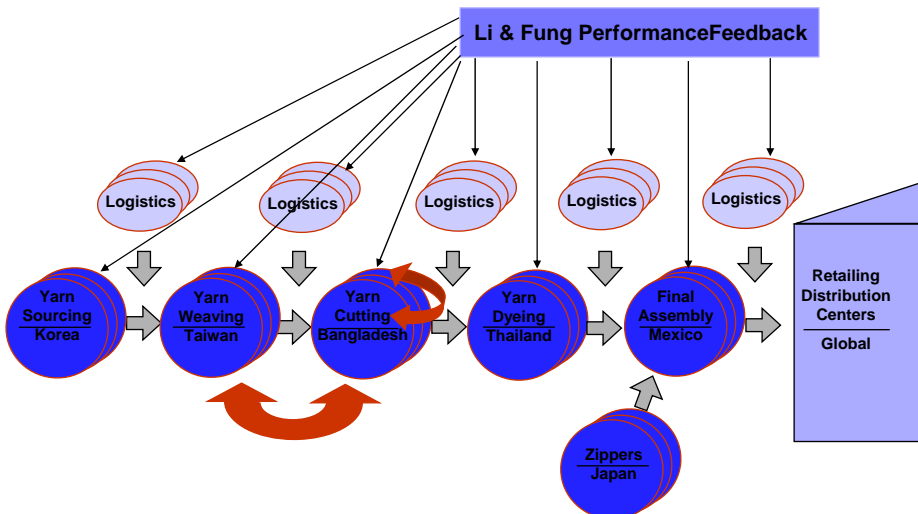 Li & Fung PerformanceFeedback
Logistics
Logistics
Logistics
Logistics
Logistics
Yarn
Sourcing
Korea
Yarn
Weaving
Taiwan
Yarn
Cutting
Bangladesh
Yarn
Dyeing
Thailand
Final
Assembly
Mexico
Retailing
Distribution
Centers
Global
Zippers
Japan